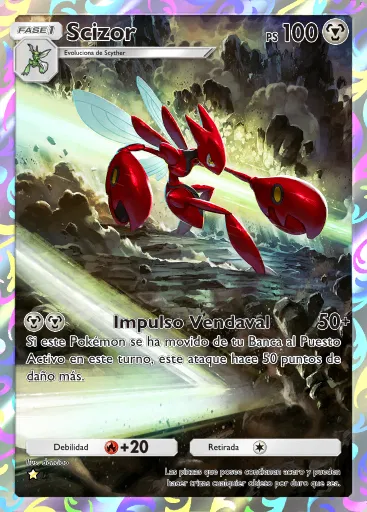 FASE 1
Scizor
PS 100
Evoluciona de Scyther
Impulso Vendaval 50+
Si este Pokémon se ha movido de tu Banca al Puesto
Activo en este turno, este ataque hace 50 puntos de
daño más.
Debilidad +20
Retirada
Las pinzas que posee contienen acero y pueden
hacer trizas cualquier objeto por duro que sea.